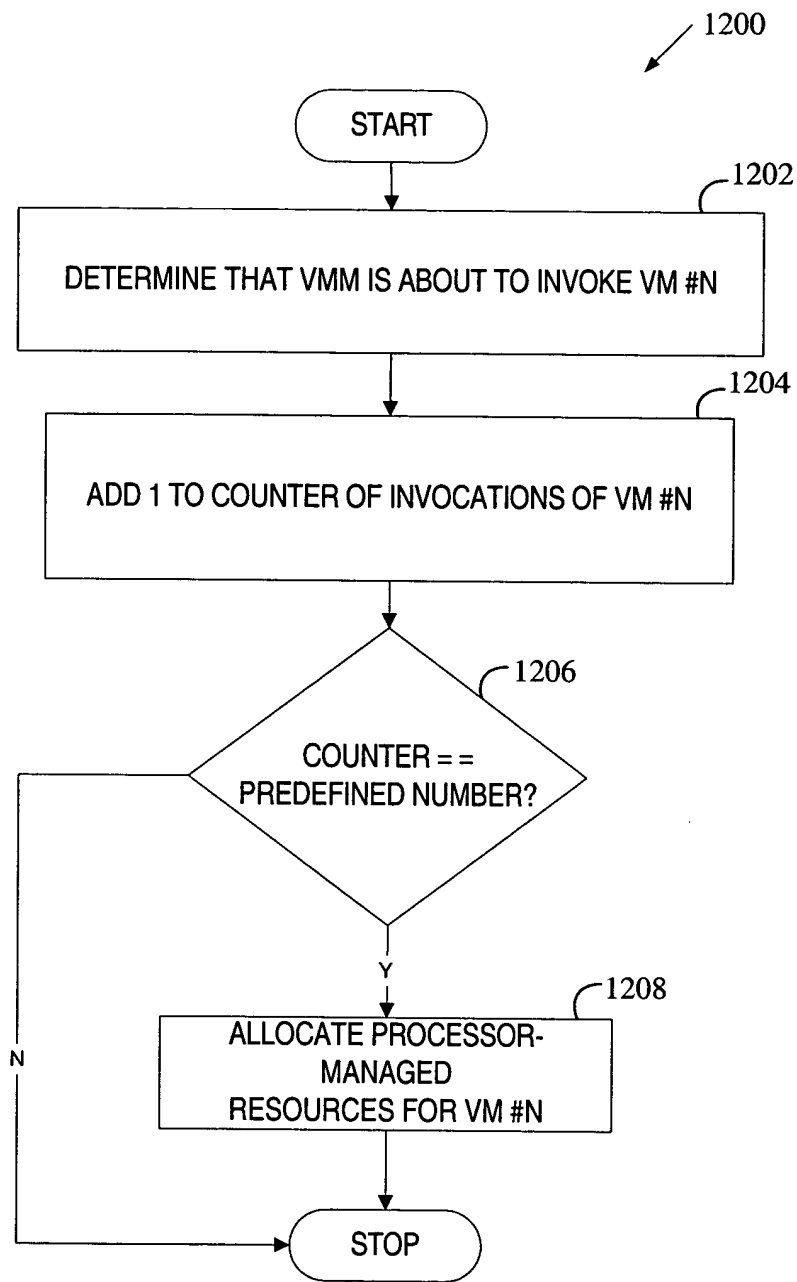 1200
START
1202
DETERMINE THAT VMM IS ABOUT TO INVOKE VM #N
1204
ADD 1 TO COUNTER OF INVOCATIONS OF VM #N
1206
COUNTER = =
PREDEFINED NUMBER?
Y
1208
ALLOCATE PROCESSOR-
MANAGED
RESOURCES FOR VM #N
N
STOP